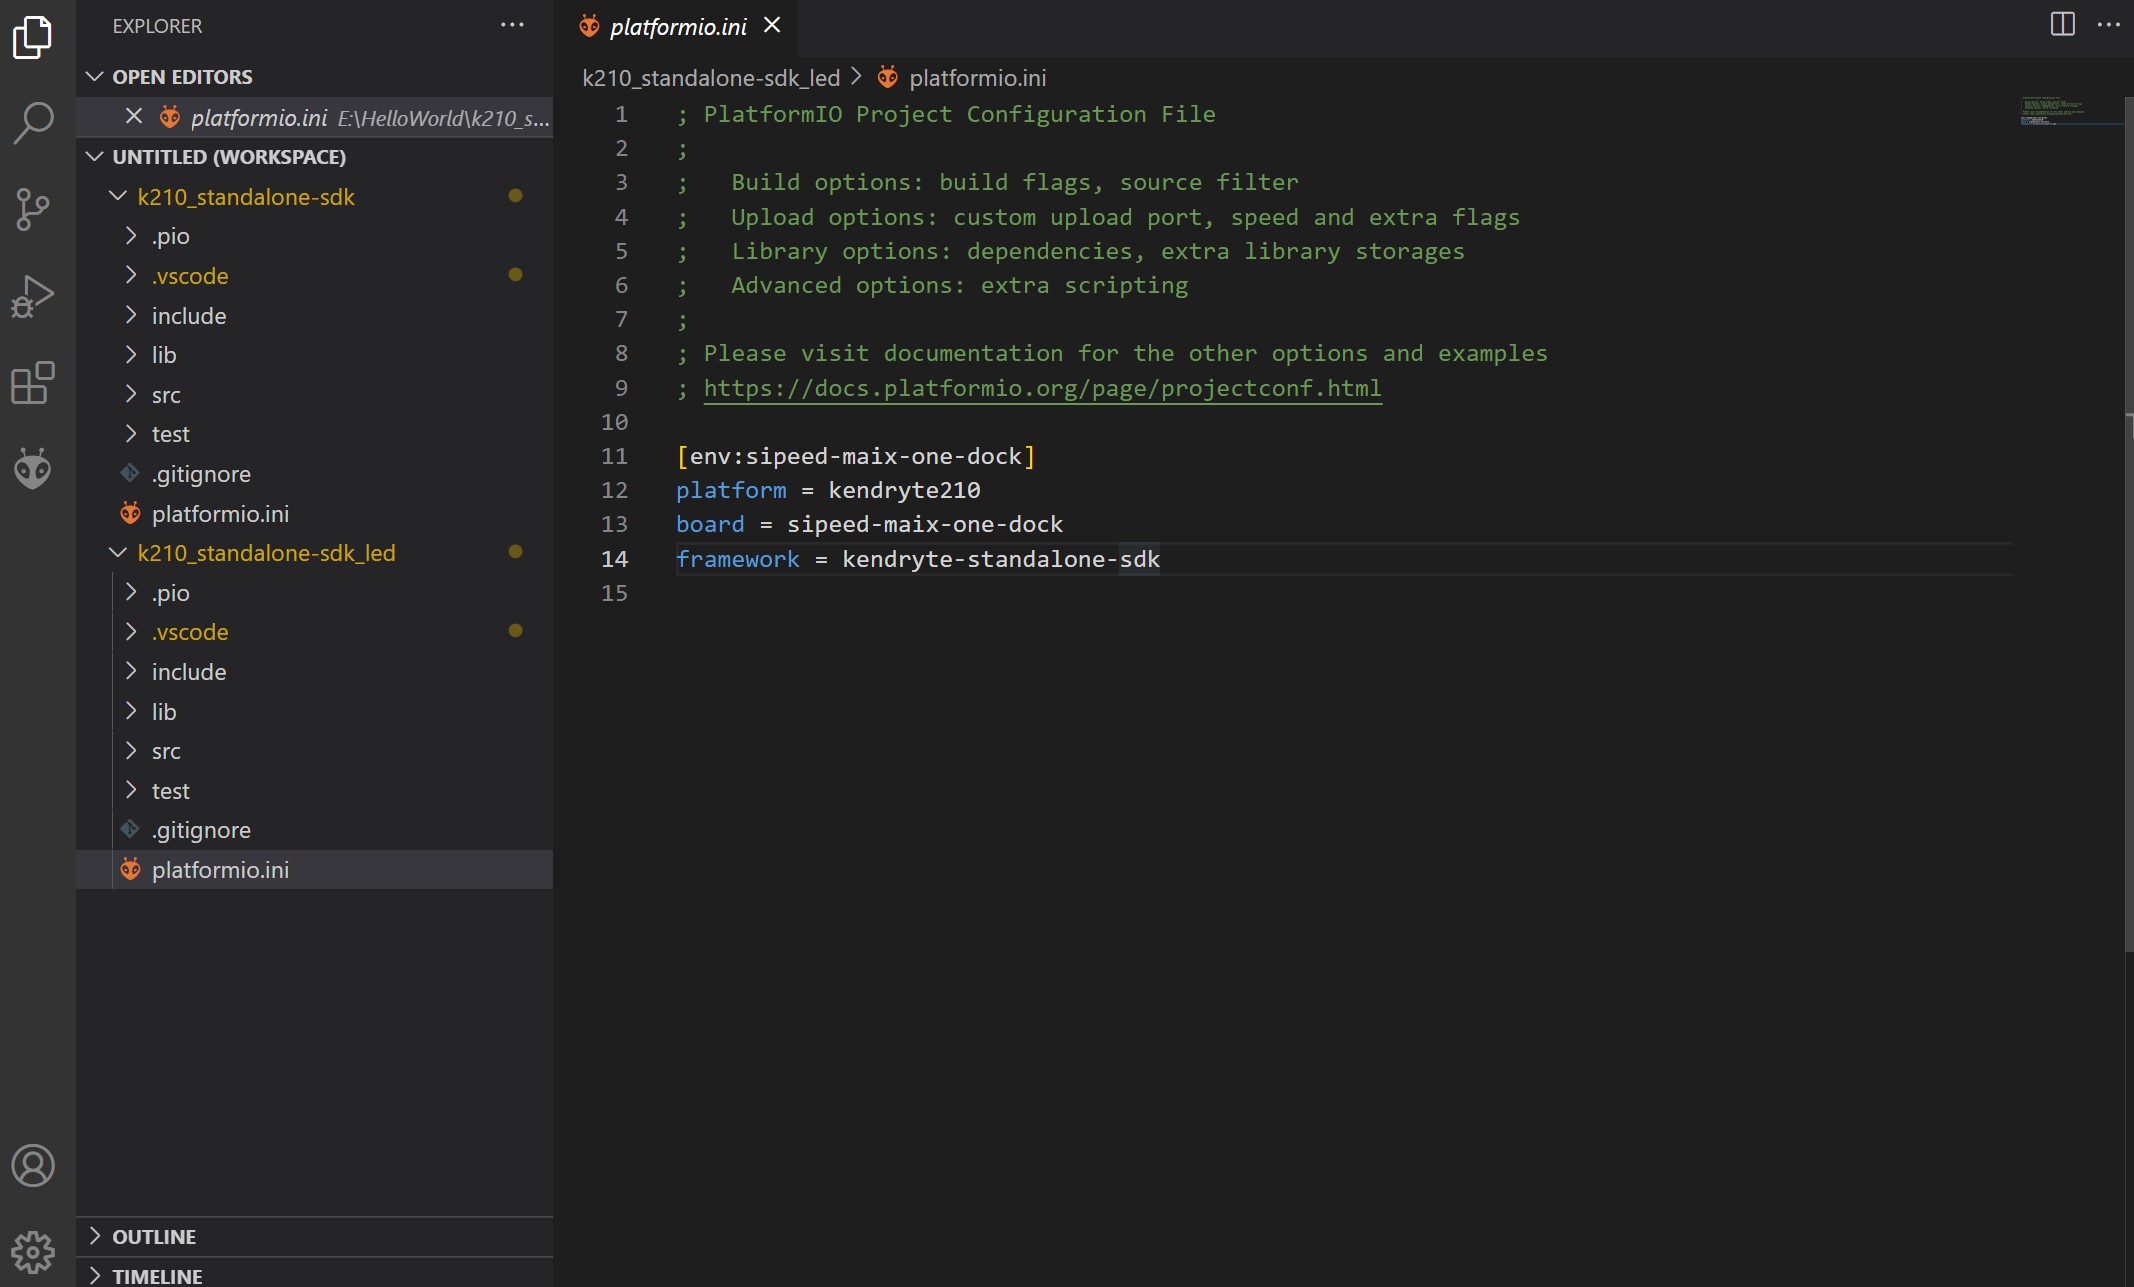 EXPLORER
OPEN EDITORS
platformio.ini E:\HelloWorld\k210_s...
UNTITLED (WORKSPACE)
k210_standalone-sdk
.pio
.vscode
include
lib
src
test
.gitignore
platformio.ini
k210_standalone-sdk_led
.pio
.vscode
include
lib
src
test
.gitignore
platformio.ini
OUTLINE
TIMELINE
platformio.ini
k210_standalone-sdk_led > platformio.ini
1 ; PlatformIO Project Configuration File
2 ;
3 ;   Build options: build flags, source filter
4 ;   Upload options: custom upload port, speed and extra flags
5 ;   Library options: dependencies, extra library storages
6 ;   Advanced options: extra scripting
7 ;
8 ; Please visit documentation for the other options and examples
9 ; https://docs.platformio.org/page/projectconf.html
10
11 [env:sipeed-maix-one-dock]
12 platform = kendryte210
13 board = sipeed-maix-one-dock
14 framework = kendryte-standalone-sdk
15